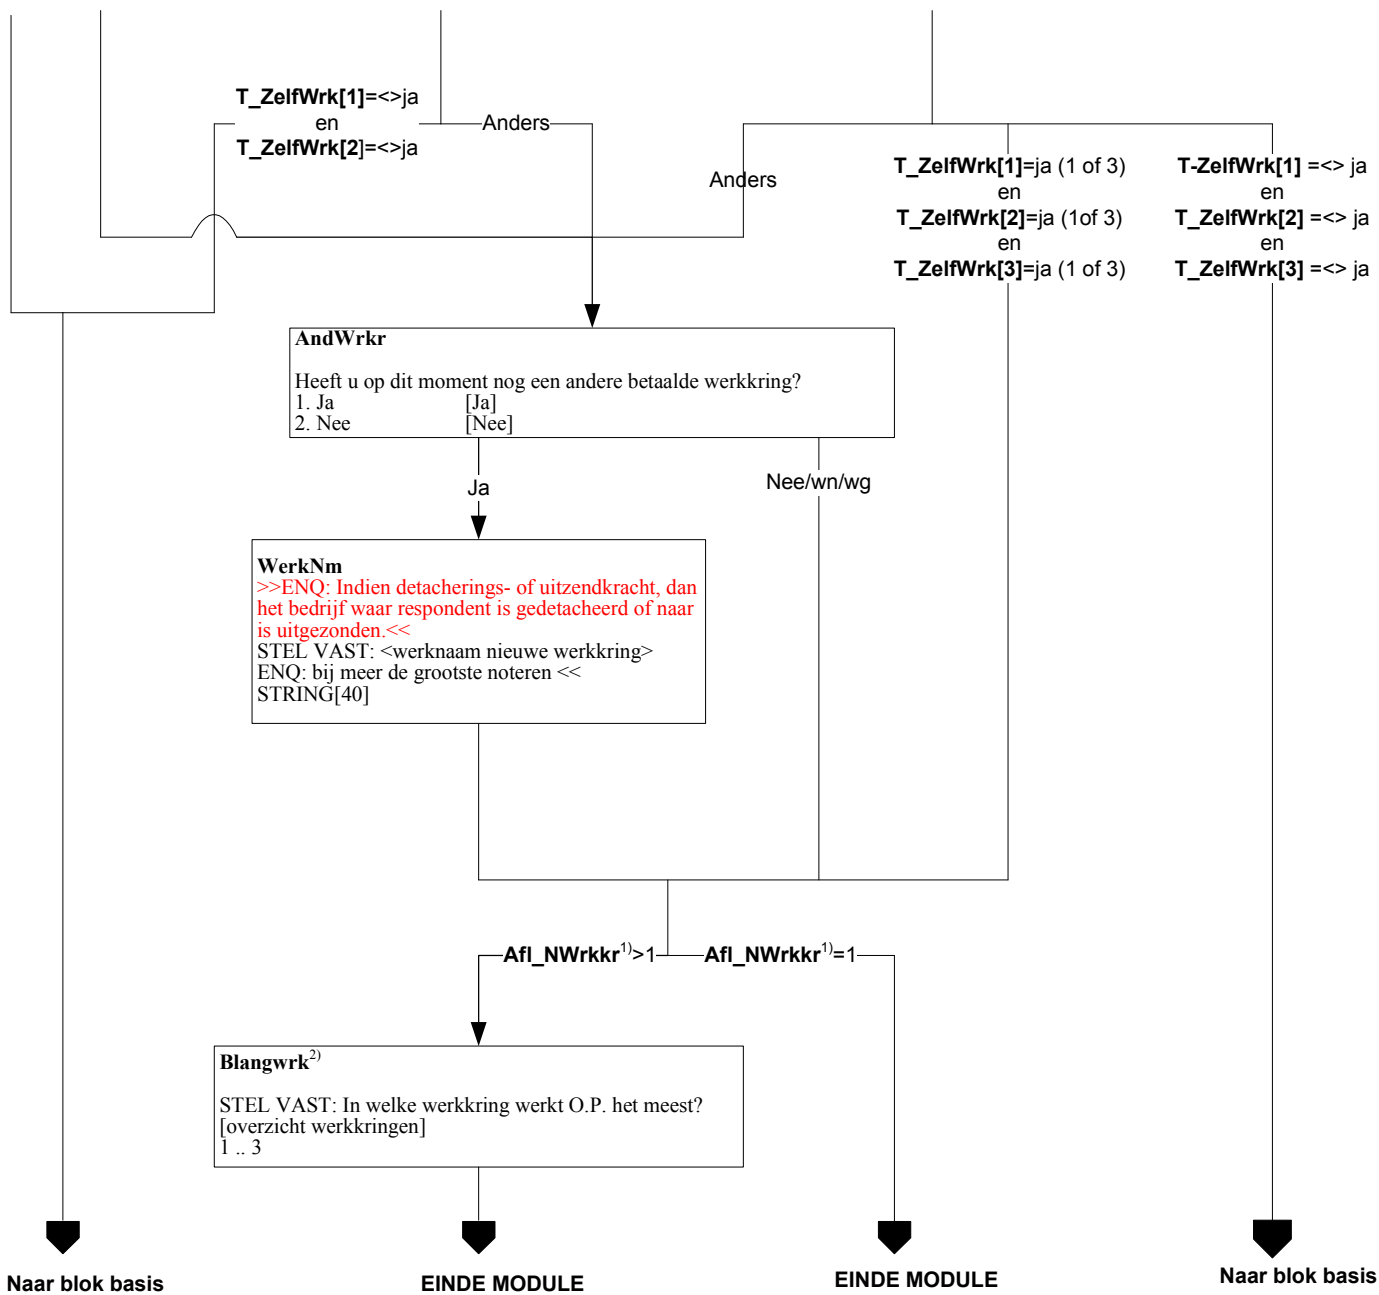 T_ZelfWrk[1]=<>ja
en
T_ZelfWrk[2]=<>ja
Anders
Anders
T_ZelfWrk[1]=ja (1 of 3)
en
T_ZelfWrk[2]=ja (1of 3)
en
T_ZelfWrk[3]=ja (1 of 3)
T-ZelfWrk[1] =<> ja
en
T_ZelfWrk[2] =<> ja
en
T_ZelfWrk[3] =<> ja
AndWrkr
Heeft u op dit moment nog een andere betaalde werkkring?
1. Ja [Ja]
2. Nee [Nee]
Ja
Nee/wn/wg
WerkNm
>>ENQ: Indien detacherings- of uitzendkracht, dan
het bedrijf waar respondent is gedetacheerd of naar
is uitgezonden.<<
STEL VAST: <werknaam nieuwe werkkring>
ENQ: bij meer de grootste noteren <<
STRING[40]
Afl_NWrkkr1)>1
Afl_NWrkkr1)=1
Blangwrk2)
STEL VAST: In welke werkkring werkt O.P. het meest?
[overzicht werkkringen]
1 .. 3
Naar blok basis
EINDE MODULE
EINDE MODULE
Naar blok basis